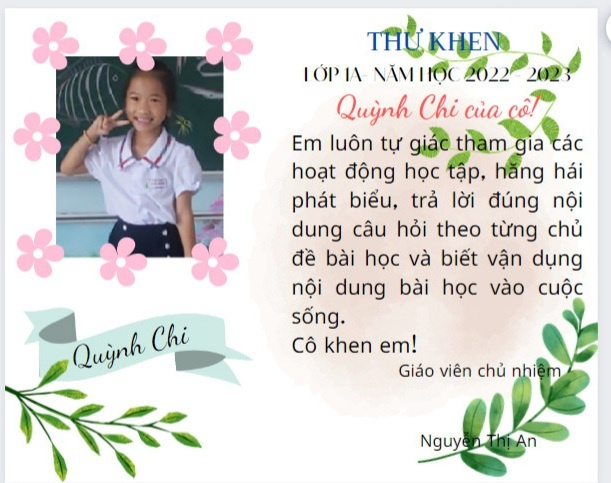 THƯ KHEN
LỚP 1A- NĂM HỌC 2022 - 2023
Quỳnh Chi của cô!
Em luôn tự giác tham gia các
hoạt động học tập, hăng hái
phát biểu, trả lời đúng nội
dung câu hỏi theo từng chủ
đề bài học và biết vận dụng
nội dung bài học vào cuộc
sống.
Cô khen em!
Giáo viên chủ nhiệm
Nguyễn Thị An
Quỳnh Chi